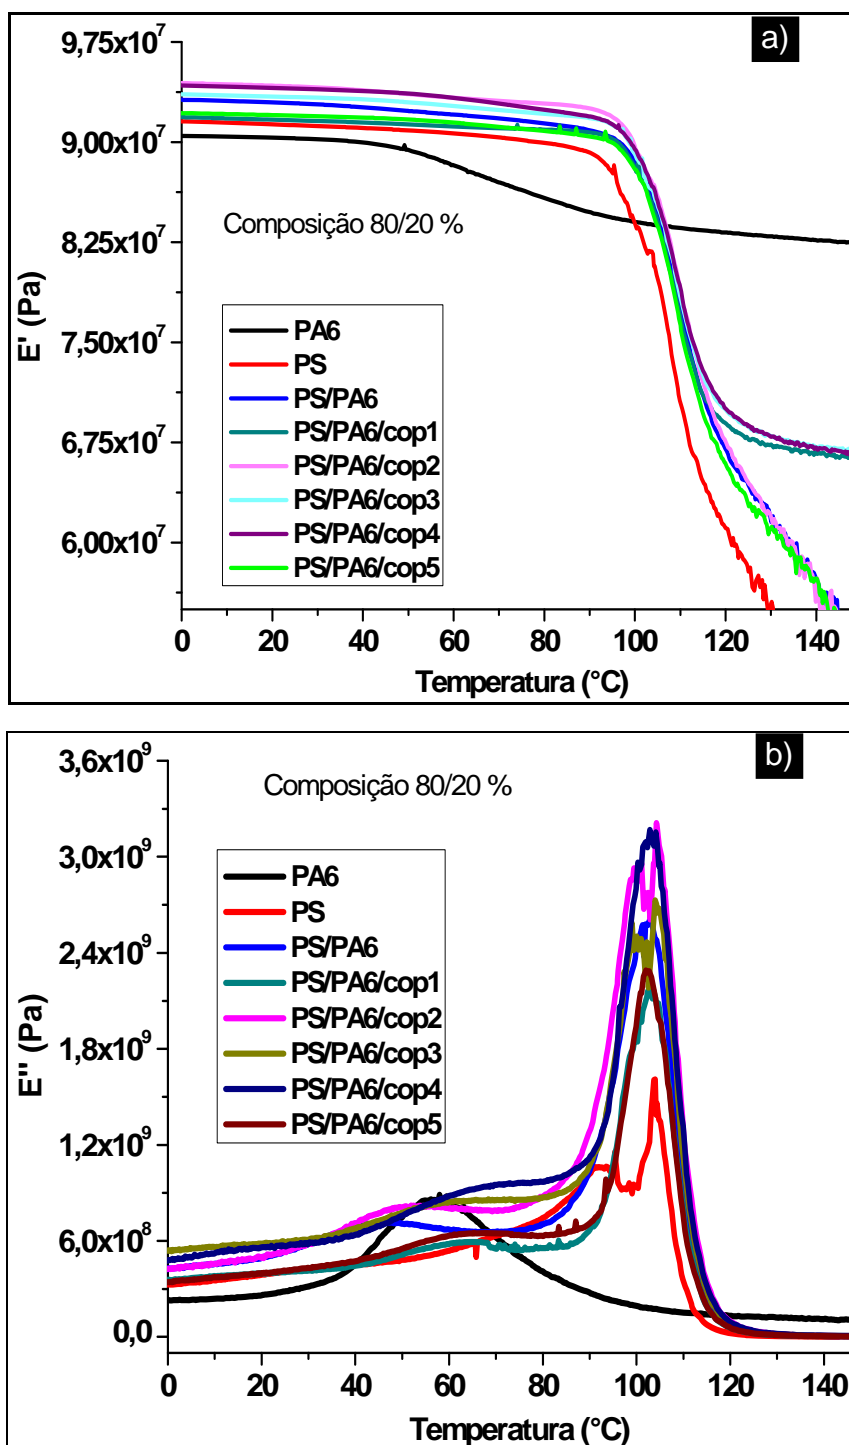 a)
9,75x10⁷
9,00x10⁷
8,25x10⁷
7,50x10⁷
6,75x10⁷
6,00x10⁷
E' (Pa)
Composição 80/20 %
PA6
PS
PS/PA6
PS/PA6/cop1
PS/PA6/cop2
PS/PA6/cop3
PS/PA6/cop4
PS/PA6/cop5
0 20 40 60 80 100 120 140
Temperatura (°C)
b)
3,6x10⁹
3,0x10⁹
2,4x10⁹
1,8x10⁹
1,2x10⁹
6,0x10⁸
0,0
E'' (Pa)
Composição 80/20 %
PA6
PS
PS/PA6
PS/PA6/cop1
PS/PA6/cop2
PS/PA6/cop3
PS/PA6/cop4
PS/PA6/cop5
0 20 40 60 80 100 120 140
Temperatura (°C)